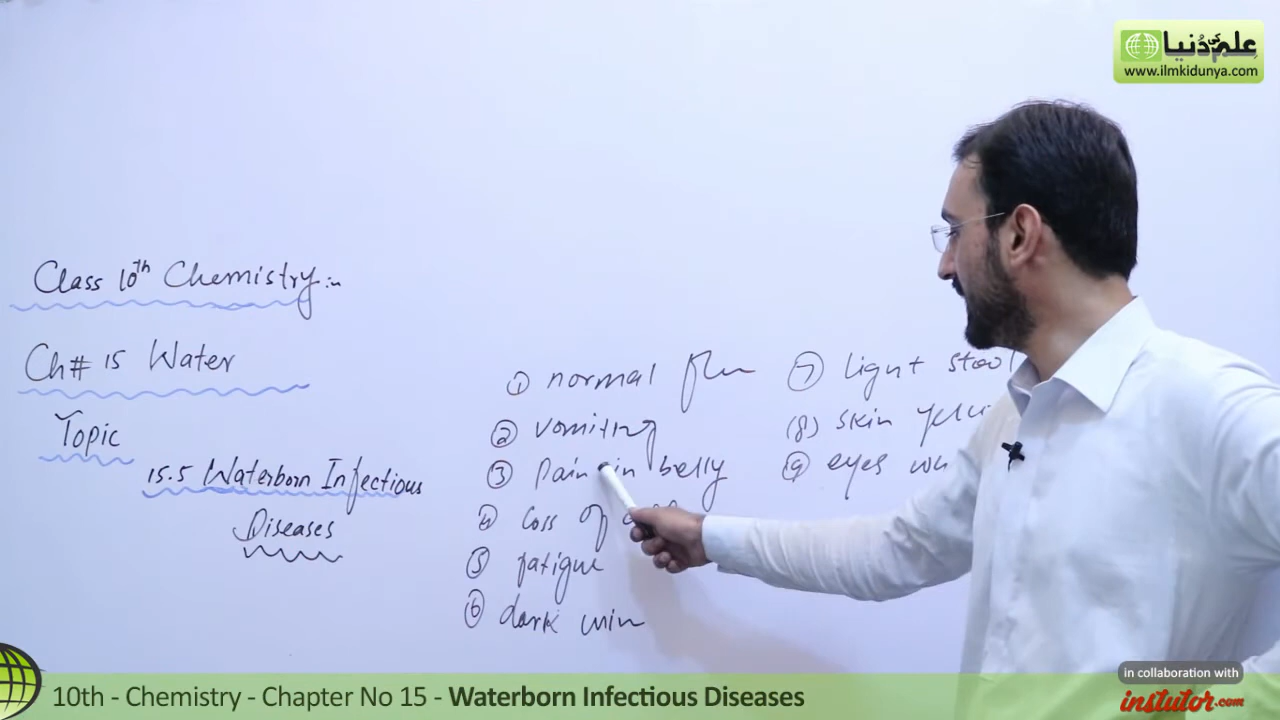 علم کی دُنیا
www.ilmkidunya.com
Class 10th Chemistry:~
Ch# 15 Water
Topic
15.5 Waterborn Infectious
Diseases
① normal flu
② vomiting
③ Pain in belly
④ Loss of
⑤ fatigue
⑥ dark urin
⑦ light stool
(8) skin
⑨ eyes
in collaboration with
instutor.com
10th - Chemistry - Chapter No 15 - Waterborn Infectious Diseases